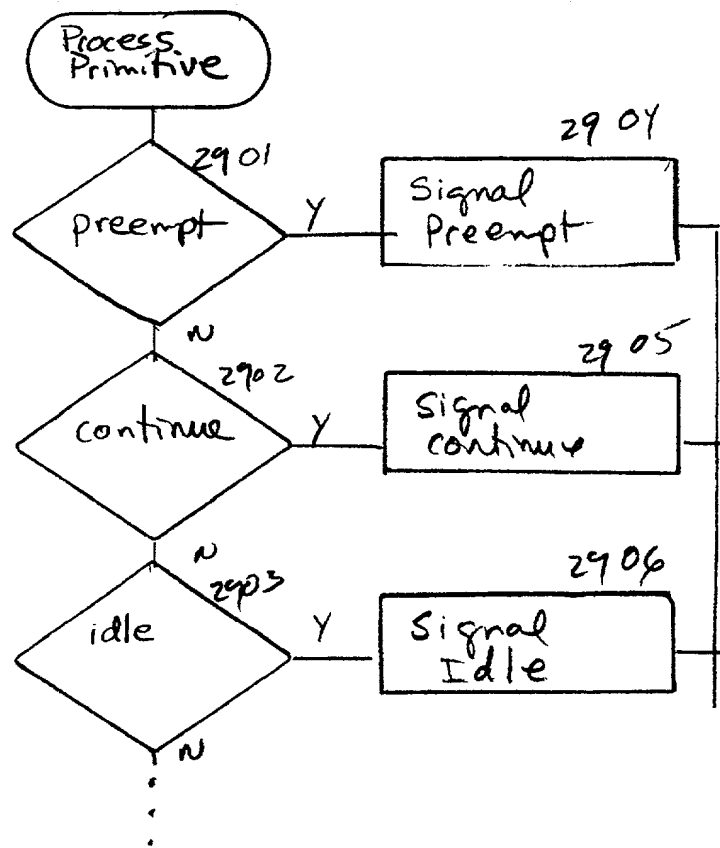 Process
Primitive
2901
preempt
Y
2904
Signal
Preempt
N
2902
continue
Y
2905
Signal
continue
N
2903
idle
Y
2906
Signal
Idle
N